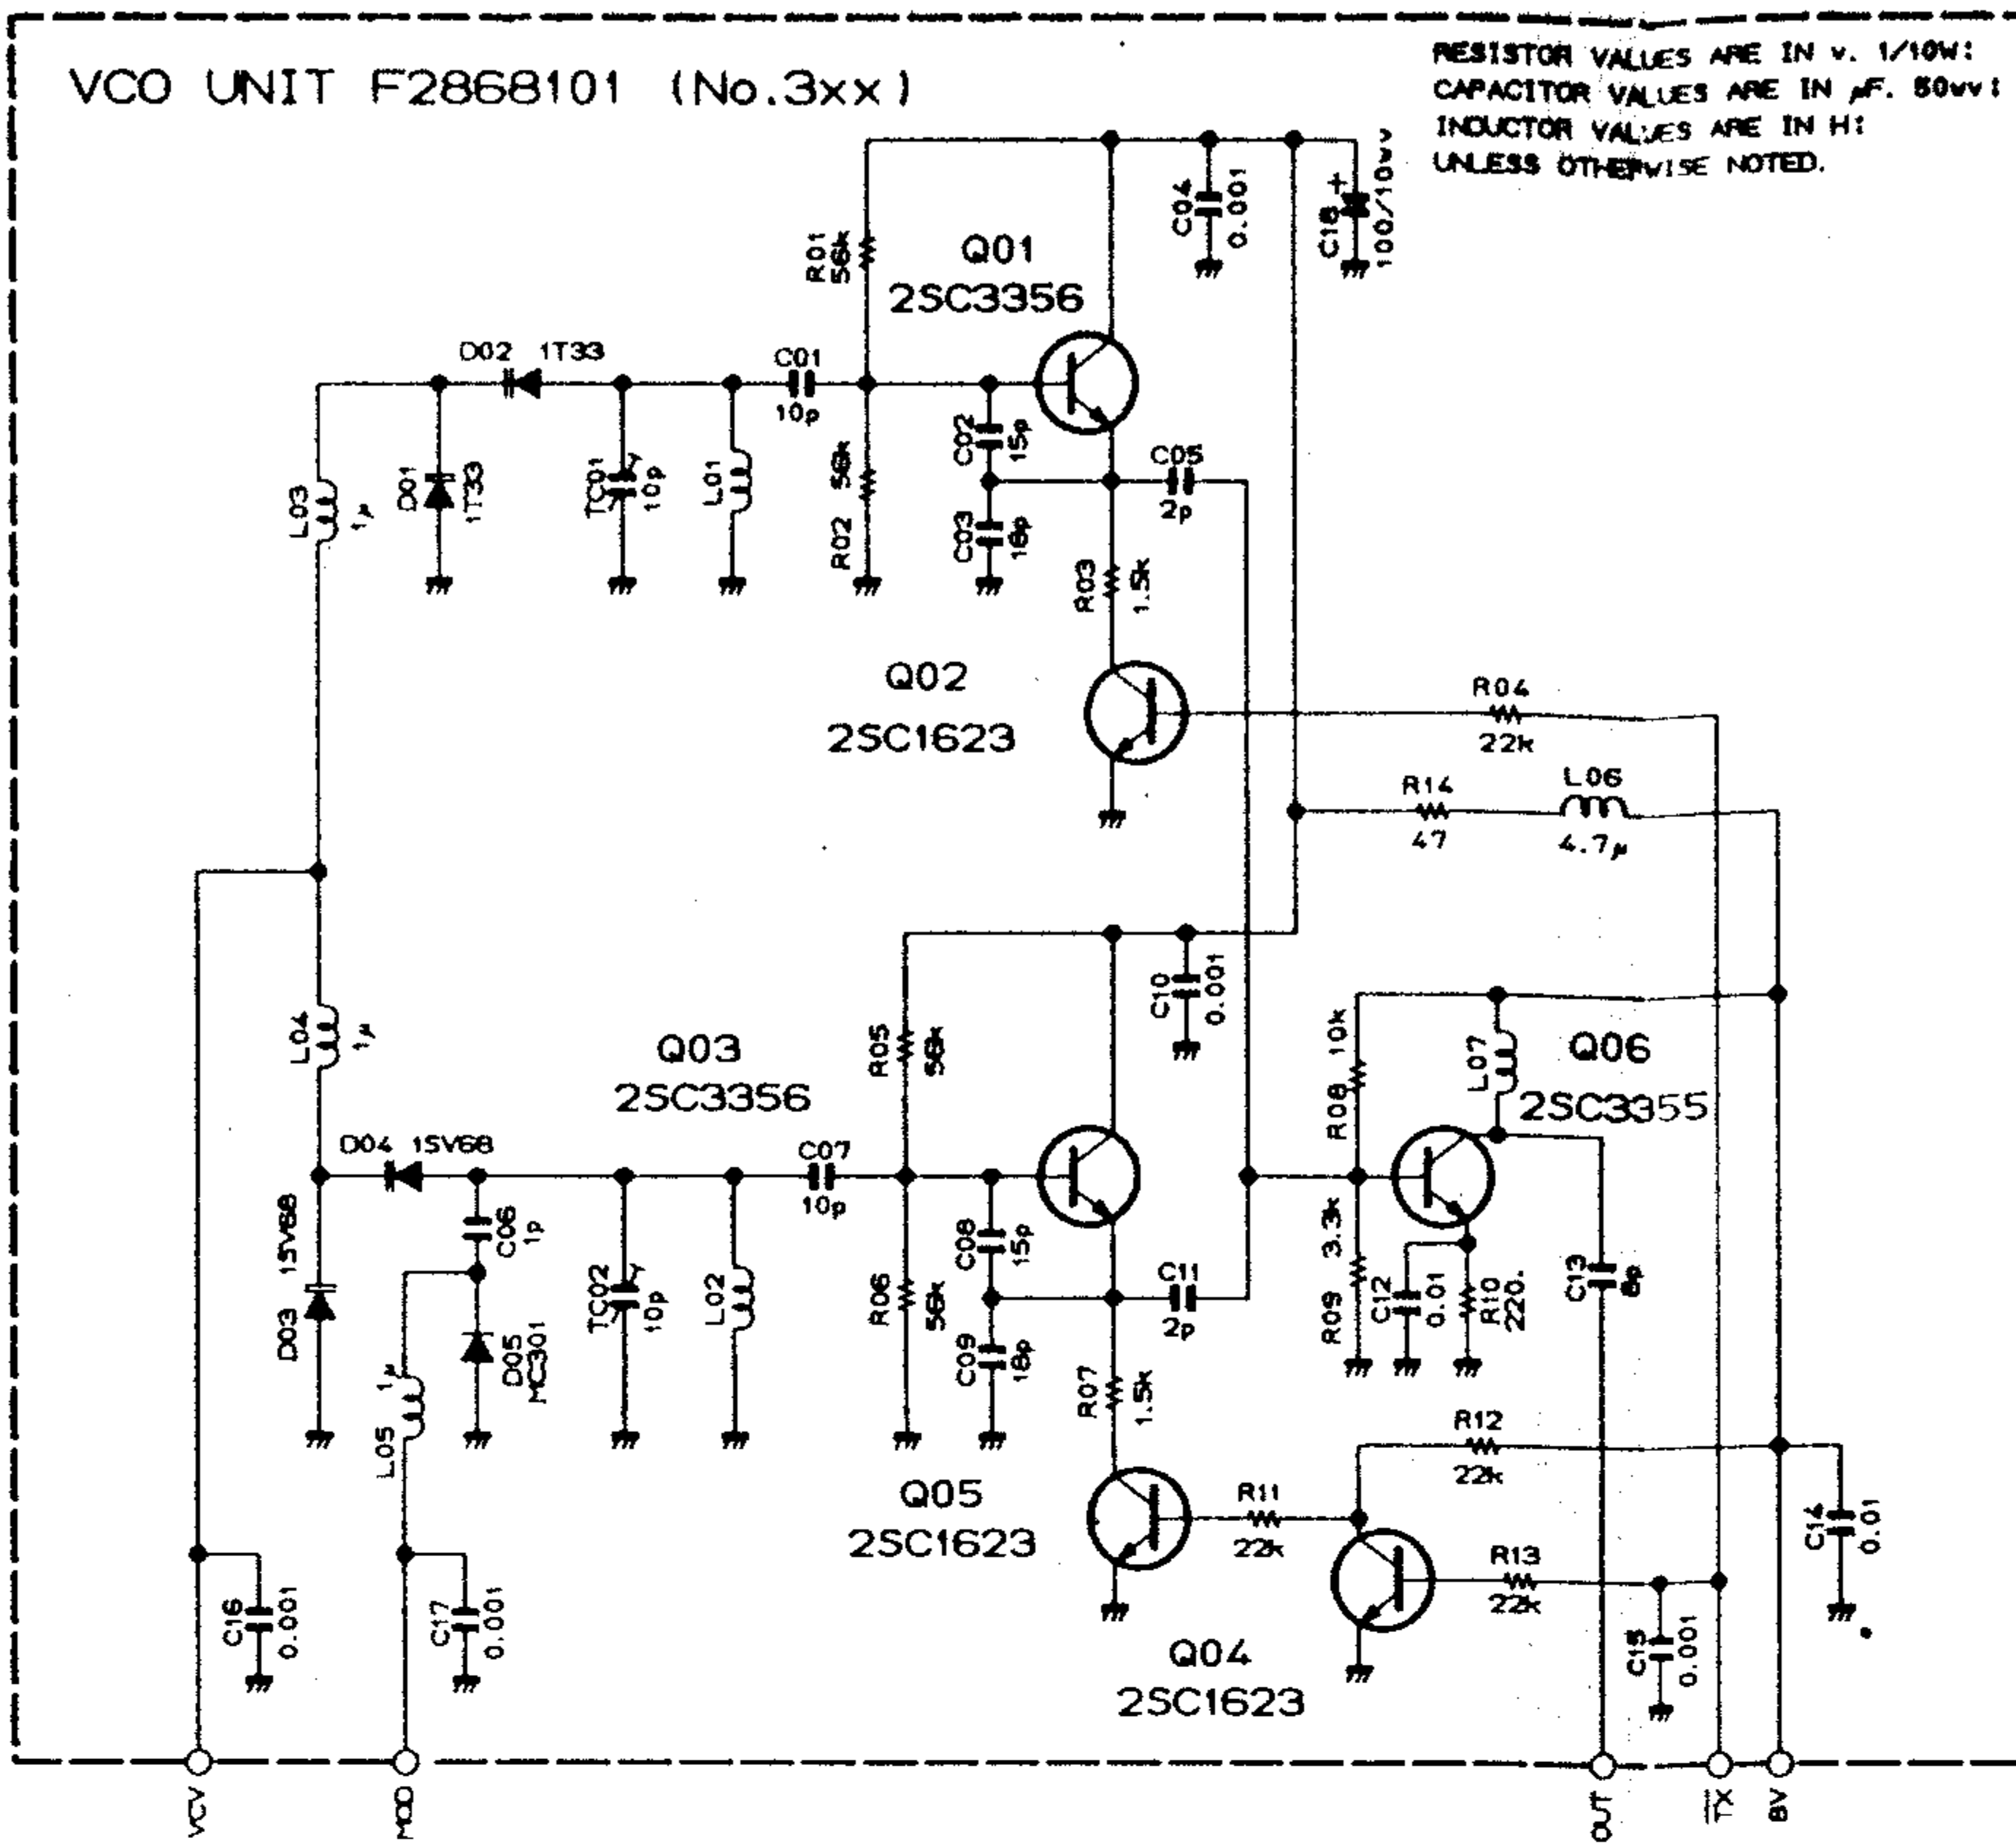 VCO UNIT F2868101 (No.3xx)
RESISTOR VALUES ARE IN v. 1/10W:
CAPACITOR VALUES ARE IN μF. 50wv:
INDUCTOR VALUES ARE IN H:
UNLESS OTHERWISE NOTED.
R01
56k
Q01
2SC3356
C04
0.001
C18
+
100/10wv
D02 1T33
C01
10p
C02
15p
C05
2p
L03
1μ
D01
1T33
TC01
10p
L01
R02 56k
C03
18p
R03
1.5k
Q02
2SC1623
R04
22k
R14
47
L06
4.7μ
C10
0.001
L04
1μ
Q03
2SC3356
R05
56k
R08 10k
L07
Q06
2SC3355
D04 1SV68
C07
10p
D03 1SV68
C06
1p
D05
MC301
TC02
10p
L02
R06
56k
C08
15p
C11
2p
C09
18p
R09 3.3k
C12
0.01
R10
220.
C13
L05 1μ
R07
1.5k
R12
22k
Q05
2SC1623
R11
22k
C14
0.01
R13
22k
C16
0.001
C17
0.001
Q04
2SC1623
C15
0.001
VCV
MOD
OUT
TX
8V